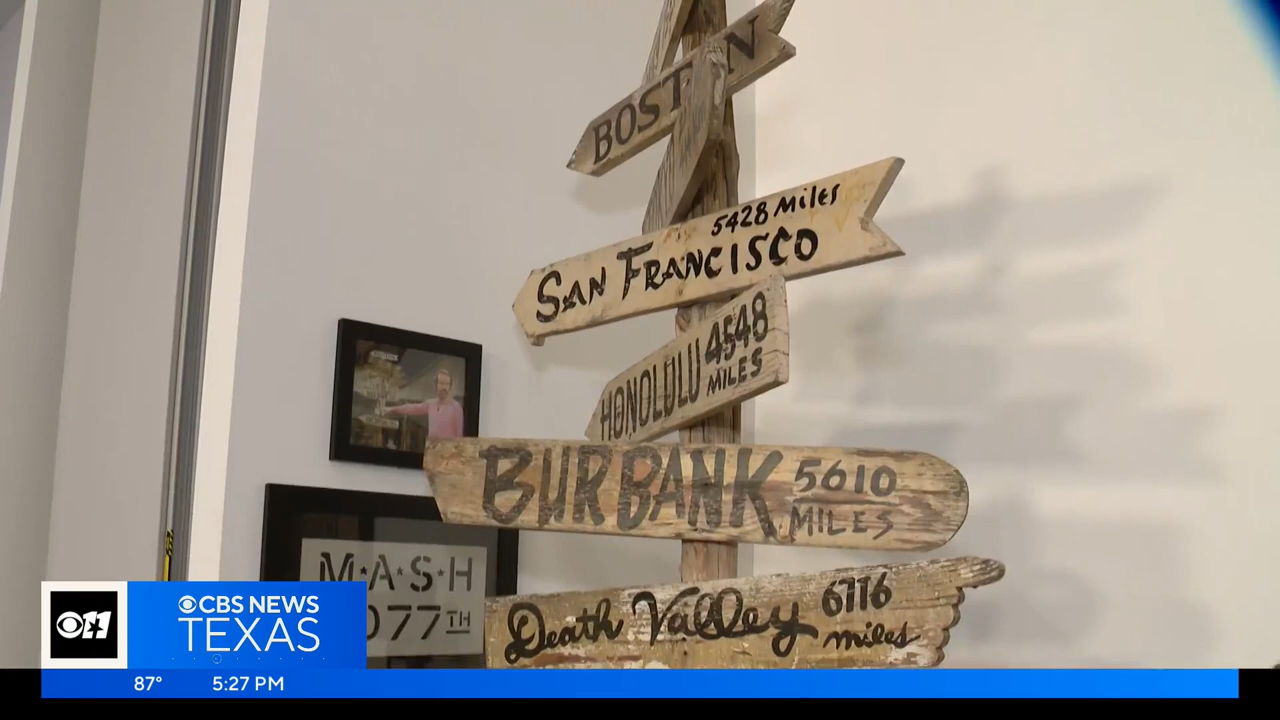 BOSTON
5428 Miles
SAN FRANCISCO
HONOLULU 4548
MILES
BURBANK 5610
MILES
Death Valley 6116
miles
M*A*S*H
077TH
11
CBS NEWS
TEXAS
87° 5:27 PM